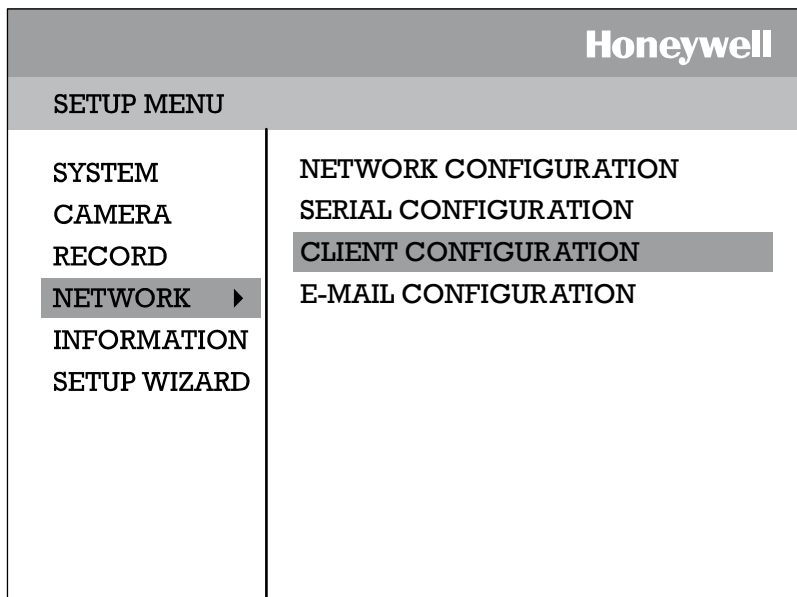 Honeywell
SETUP MENU
SYSTEM
CAMERA
RECORD
NETWORK
INFORMATION
SETUP WIZARD
NETWORK CONFIGURATION
SERIAL CONFIGURATION
CLIENT CONFIGURATION
E-MAIL CONFIGURATION